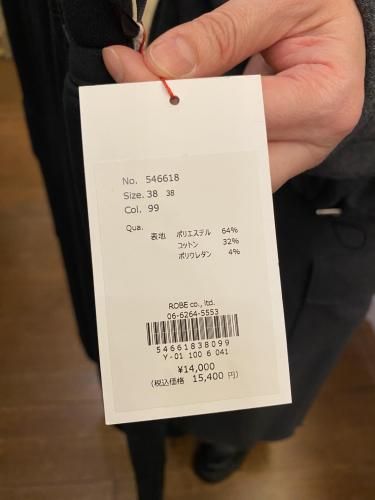 No. 546618
Size. 38 38
Col. 99
Qua.
表地 ポリエステル 64%
コットン 32%
ポリウレタン 4%
ROBE co., ltd.
06-6264-5553
54661838099
Y-01 100 6 041
¥14,000
(税込価格 15,400 円)